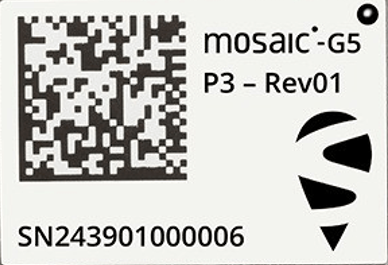 mosaic-G5
P3 – Rev01
SN243901000006